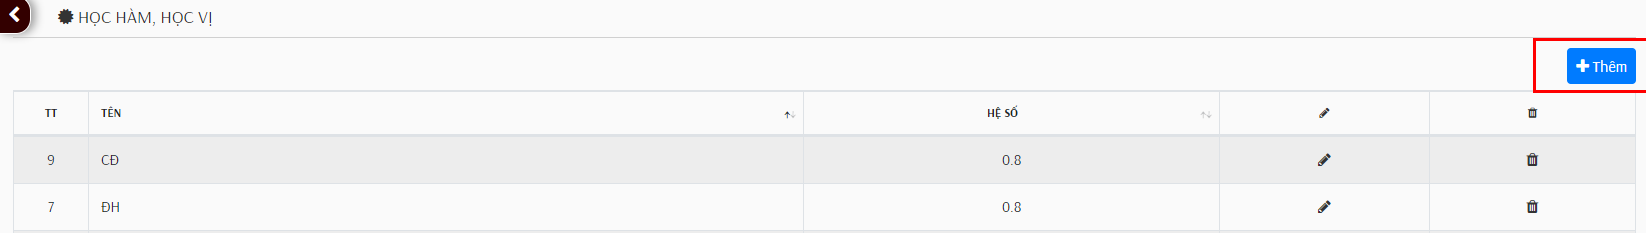 HỌC HÀM, HỌC VỊ
Thêm
TT TÊN HỆ SỐ
9 CĐ 0.8
7 ĐH 0.8